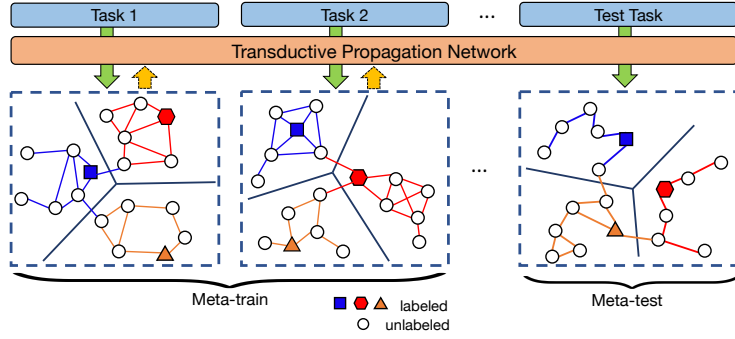 Task 1
Task 2
...
Test Task
Transductive Propagation Network
...
Meta-train
Meta-test
labeled
unlabeled